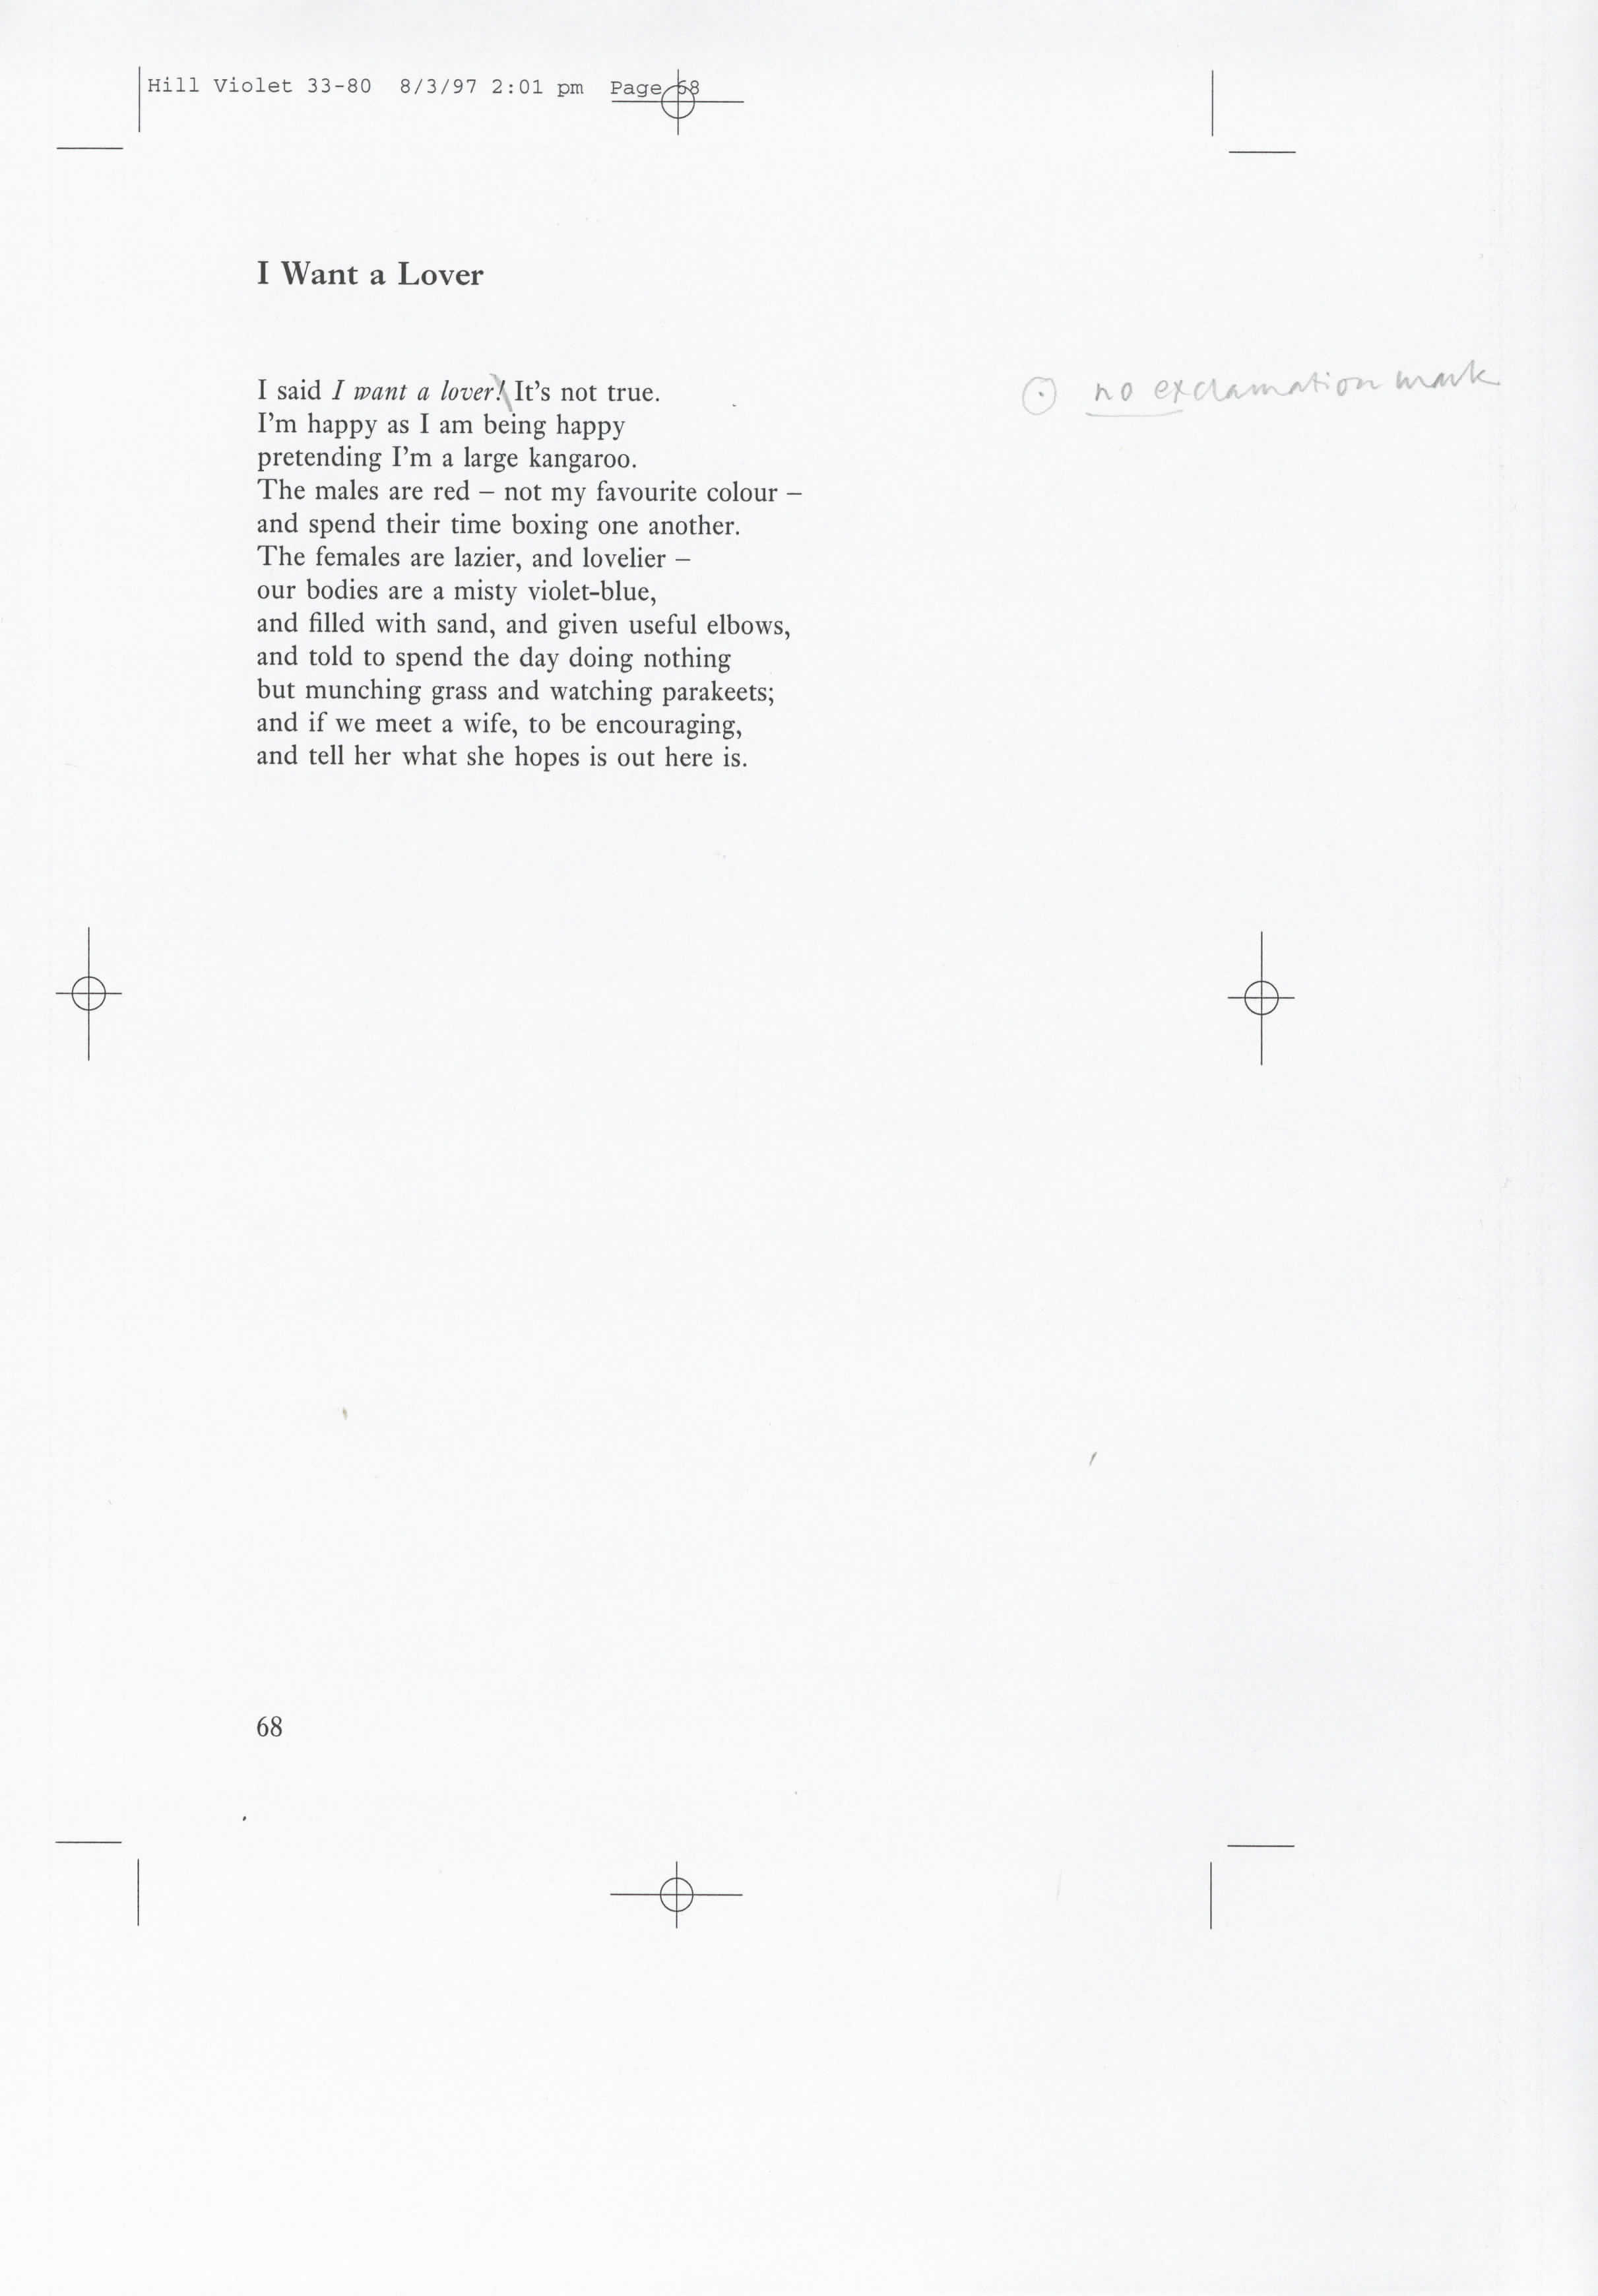 Hill Violet 33-80 8/3/97 2:01 pm Page 68
I Want a Lover
I said I want a lover! It's not true.
⊙ no exclamation mark
I'm happy as I am being happy
pretending I'm a large kangaroo.
The males are red – not my favourite colour –
and spend their time boxing one another.
The females are lazier, and lovelier –
our bodies are a misty violet-blue,
and filled with sand, and given useful elbows,
and told to spend the day doing nothing
but munching grass and watching parakeets;
and if we meet a wife, to be encouraging,
and tell her what she hopes is out here is.
68